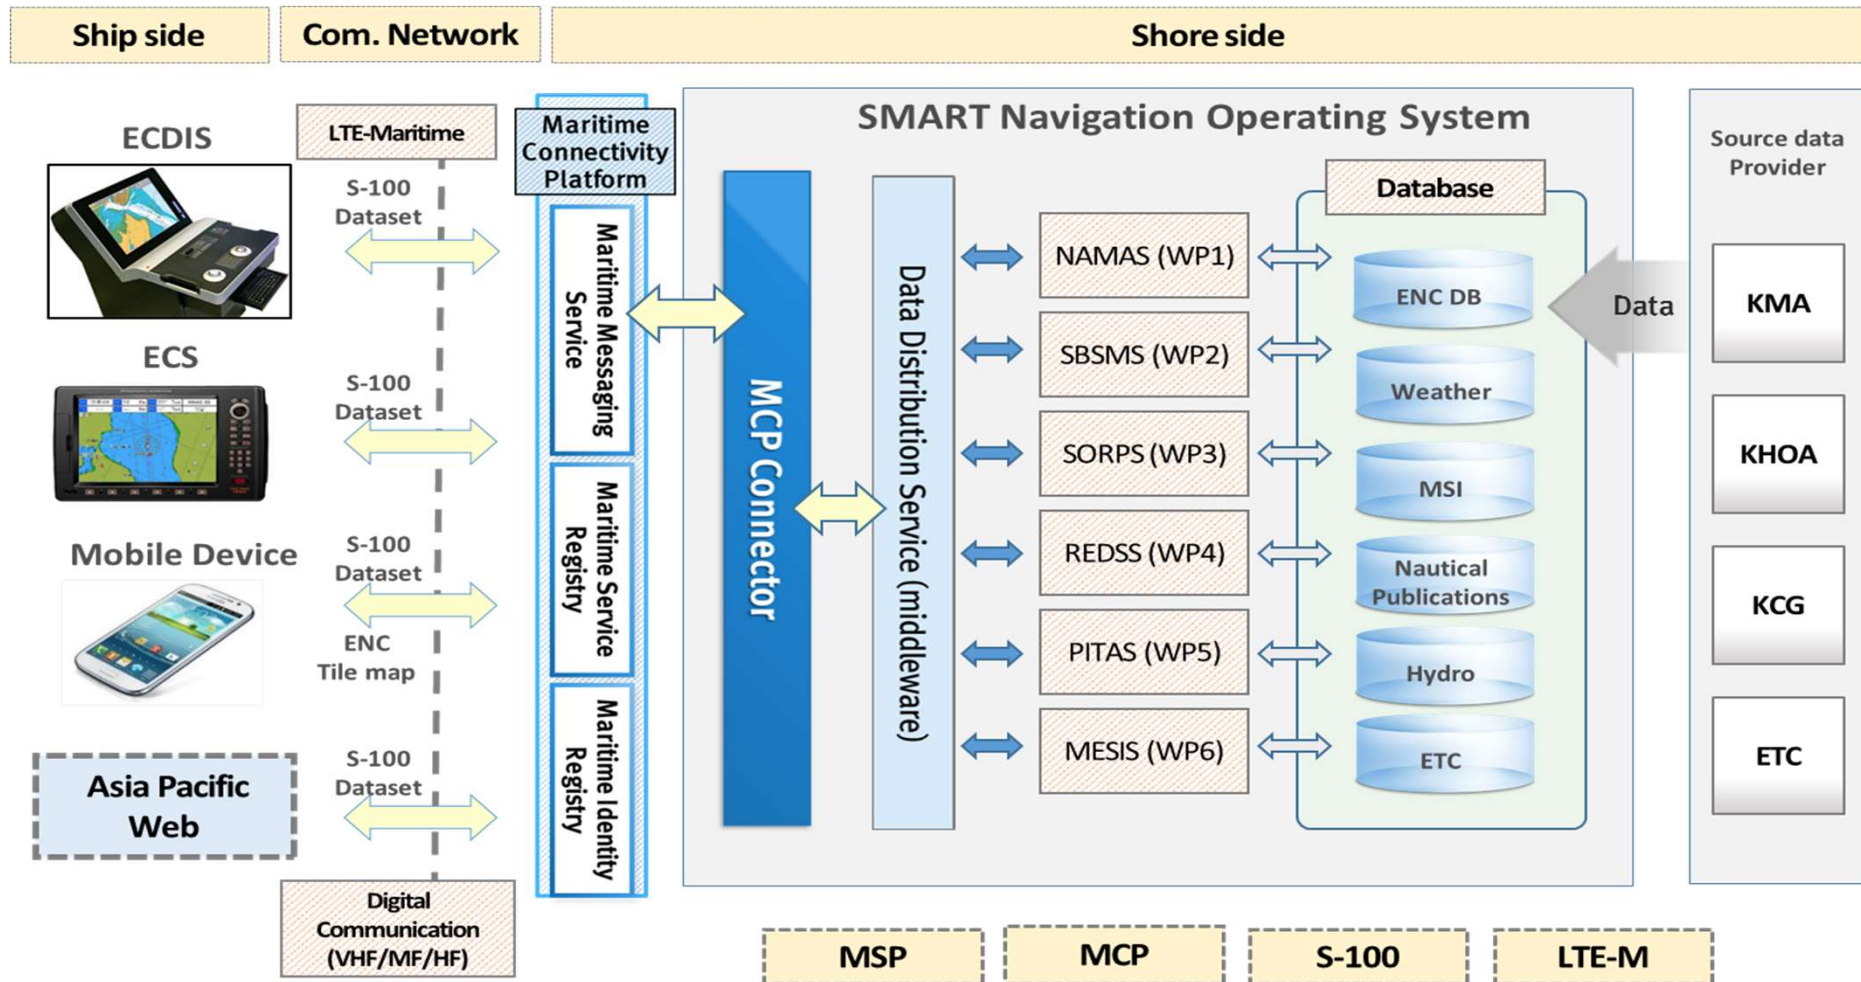 Ship side
Com. Network
Shore side
ECDIS
ECS
Mobile Device
Asia Pacific
Web
LTE-Maritime
S-100
Dataset
S-100
Dataset
S-100
Dataset
ENC
Tile map
S-100
Dataset
Digital
Communication
(VHF/MF/HF)
Maritime
Connectivity
Platform
Maritime Messaging
Service
Maritime Service
Registry
Maritime Identity
Registry
SMART Navigation Operating System
MCP Connector
Data Distribution Service (middleware)
NAMAS (WP1)
SBSMS (WP2)
SORPS (WP3)
REDSS (WP4)
PITAS (WP5)
MESIS (WP6)
Database
ENC DB
Weather
MSI
Nautical
Publications
Hydro
ETC
Data
Source data
Provider
KMA
KHOA
KCG
ETC
MSP
MCP
S-100
LTE-M